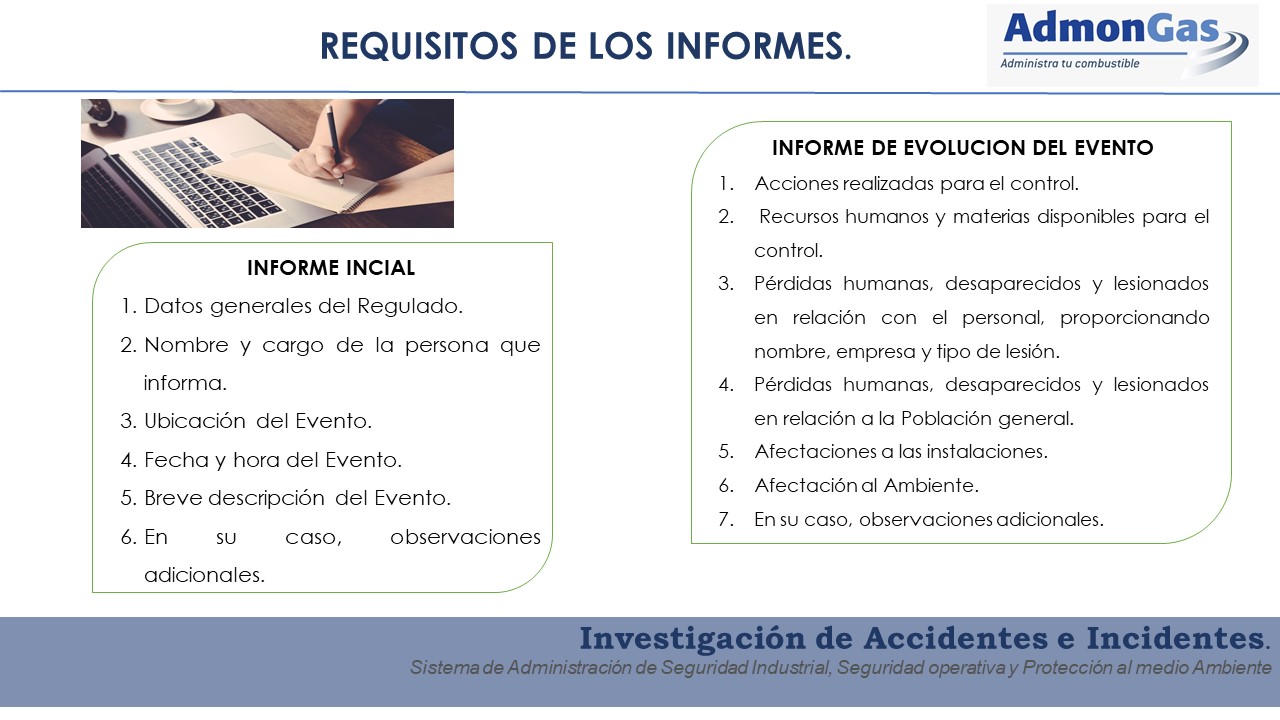 REQUISITOS DE LOS INFORMES.
AdmonGas
Administra tu combustible
INFORME INCIAL
1. Datos generales del Regulado.
2. Nombre y cargo de la persona que
informa.
3. Ubicación del Evento.
4. Fecha y hora del Evento.
5. Breve descripción del Evento.
6. En su caso, observaciones
adicionales.
INFORME DE EVOLUCION DEL EVENTO
1. Acciones realizadas para el control.
2. Recursos humanos y materias disponibles para el
control.
3. Pérdidas humanas, desaparecidos y lesionados
en relación con el personal, proporcionando
nombre, empresa y tipo de lesión.
4. Pérdidas humanas, desaparecidos y lesionados
en relación a la Población general.
5. Afectaciones a las instalaciones.
6. Afectación al Ambiente.
7. En su caso, observaciones adicionales.
Investigación de Accidentes e Incidentes.
Sistema de Administración de Seguridad Industrial, Seguridad operativa y Protección al medio Ambiente